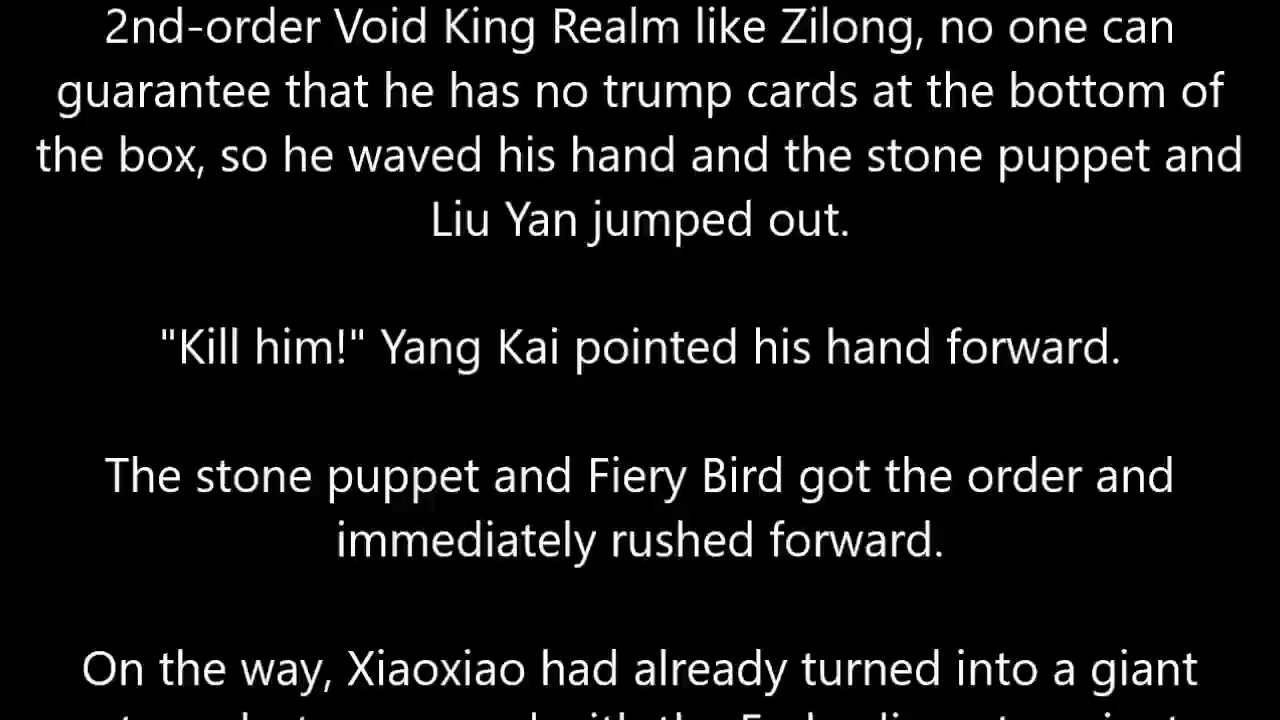 2nd-order Void King Realm like Zilong, no one can
guarantee that he has no trump cards at the bottom of
the box, so he waved his hand and the stone puppet and
Liu Yan jumped out.
"Kill him!" Yang Kai pointed his hand forward.
The stone puppet and Fiery Bird got the order and
immediately rushed forward.
On the way, Xiaoxiao had already turned into a giant